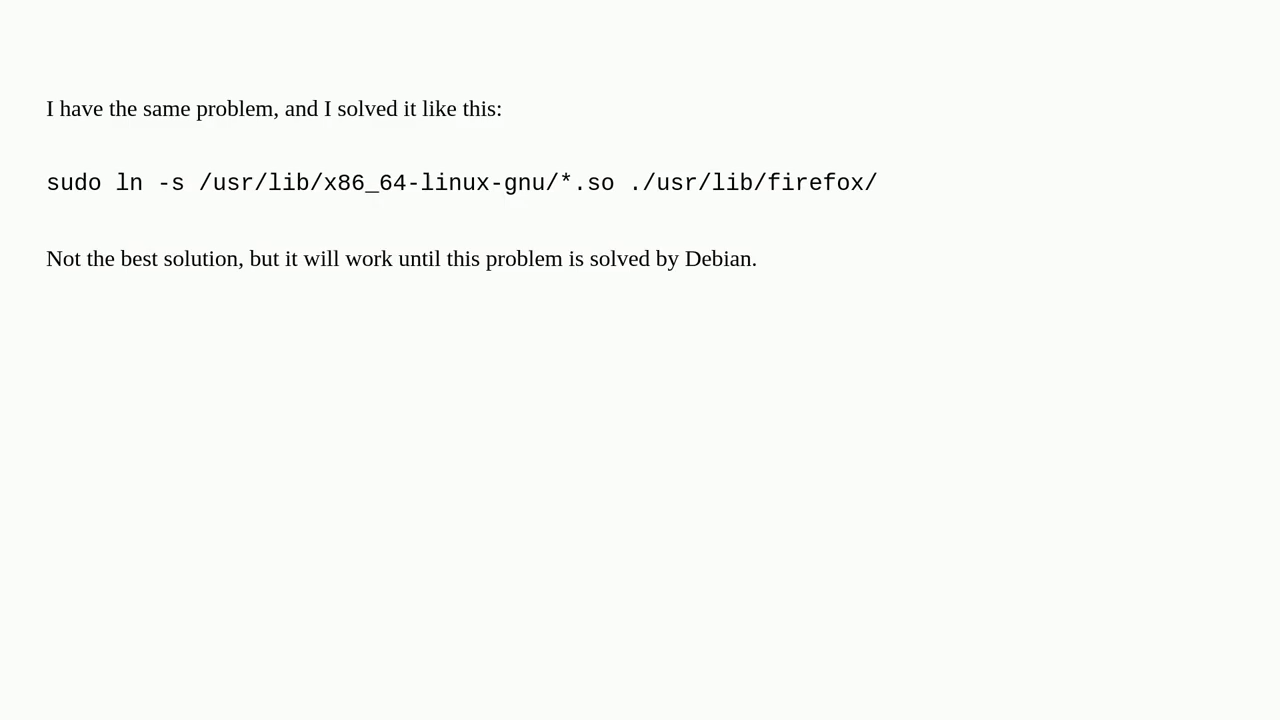 I have the same problem, and I solved it like this:
sudo ln -s /usr/lib/x86_64-linux-gnu/*.so ./usr/lib/firefox/
Not the best solution, but it will work until this problem is solved by Debian.